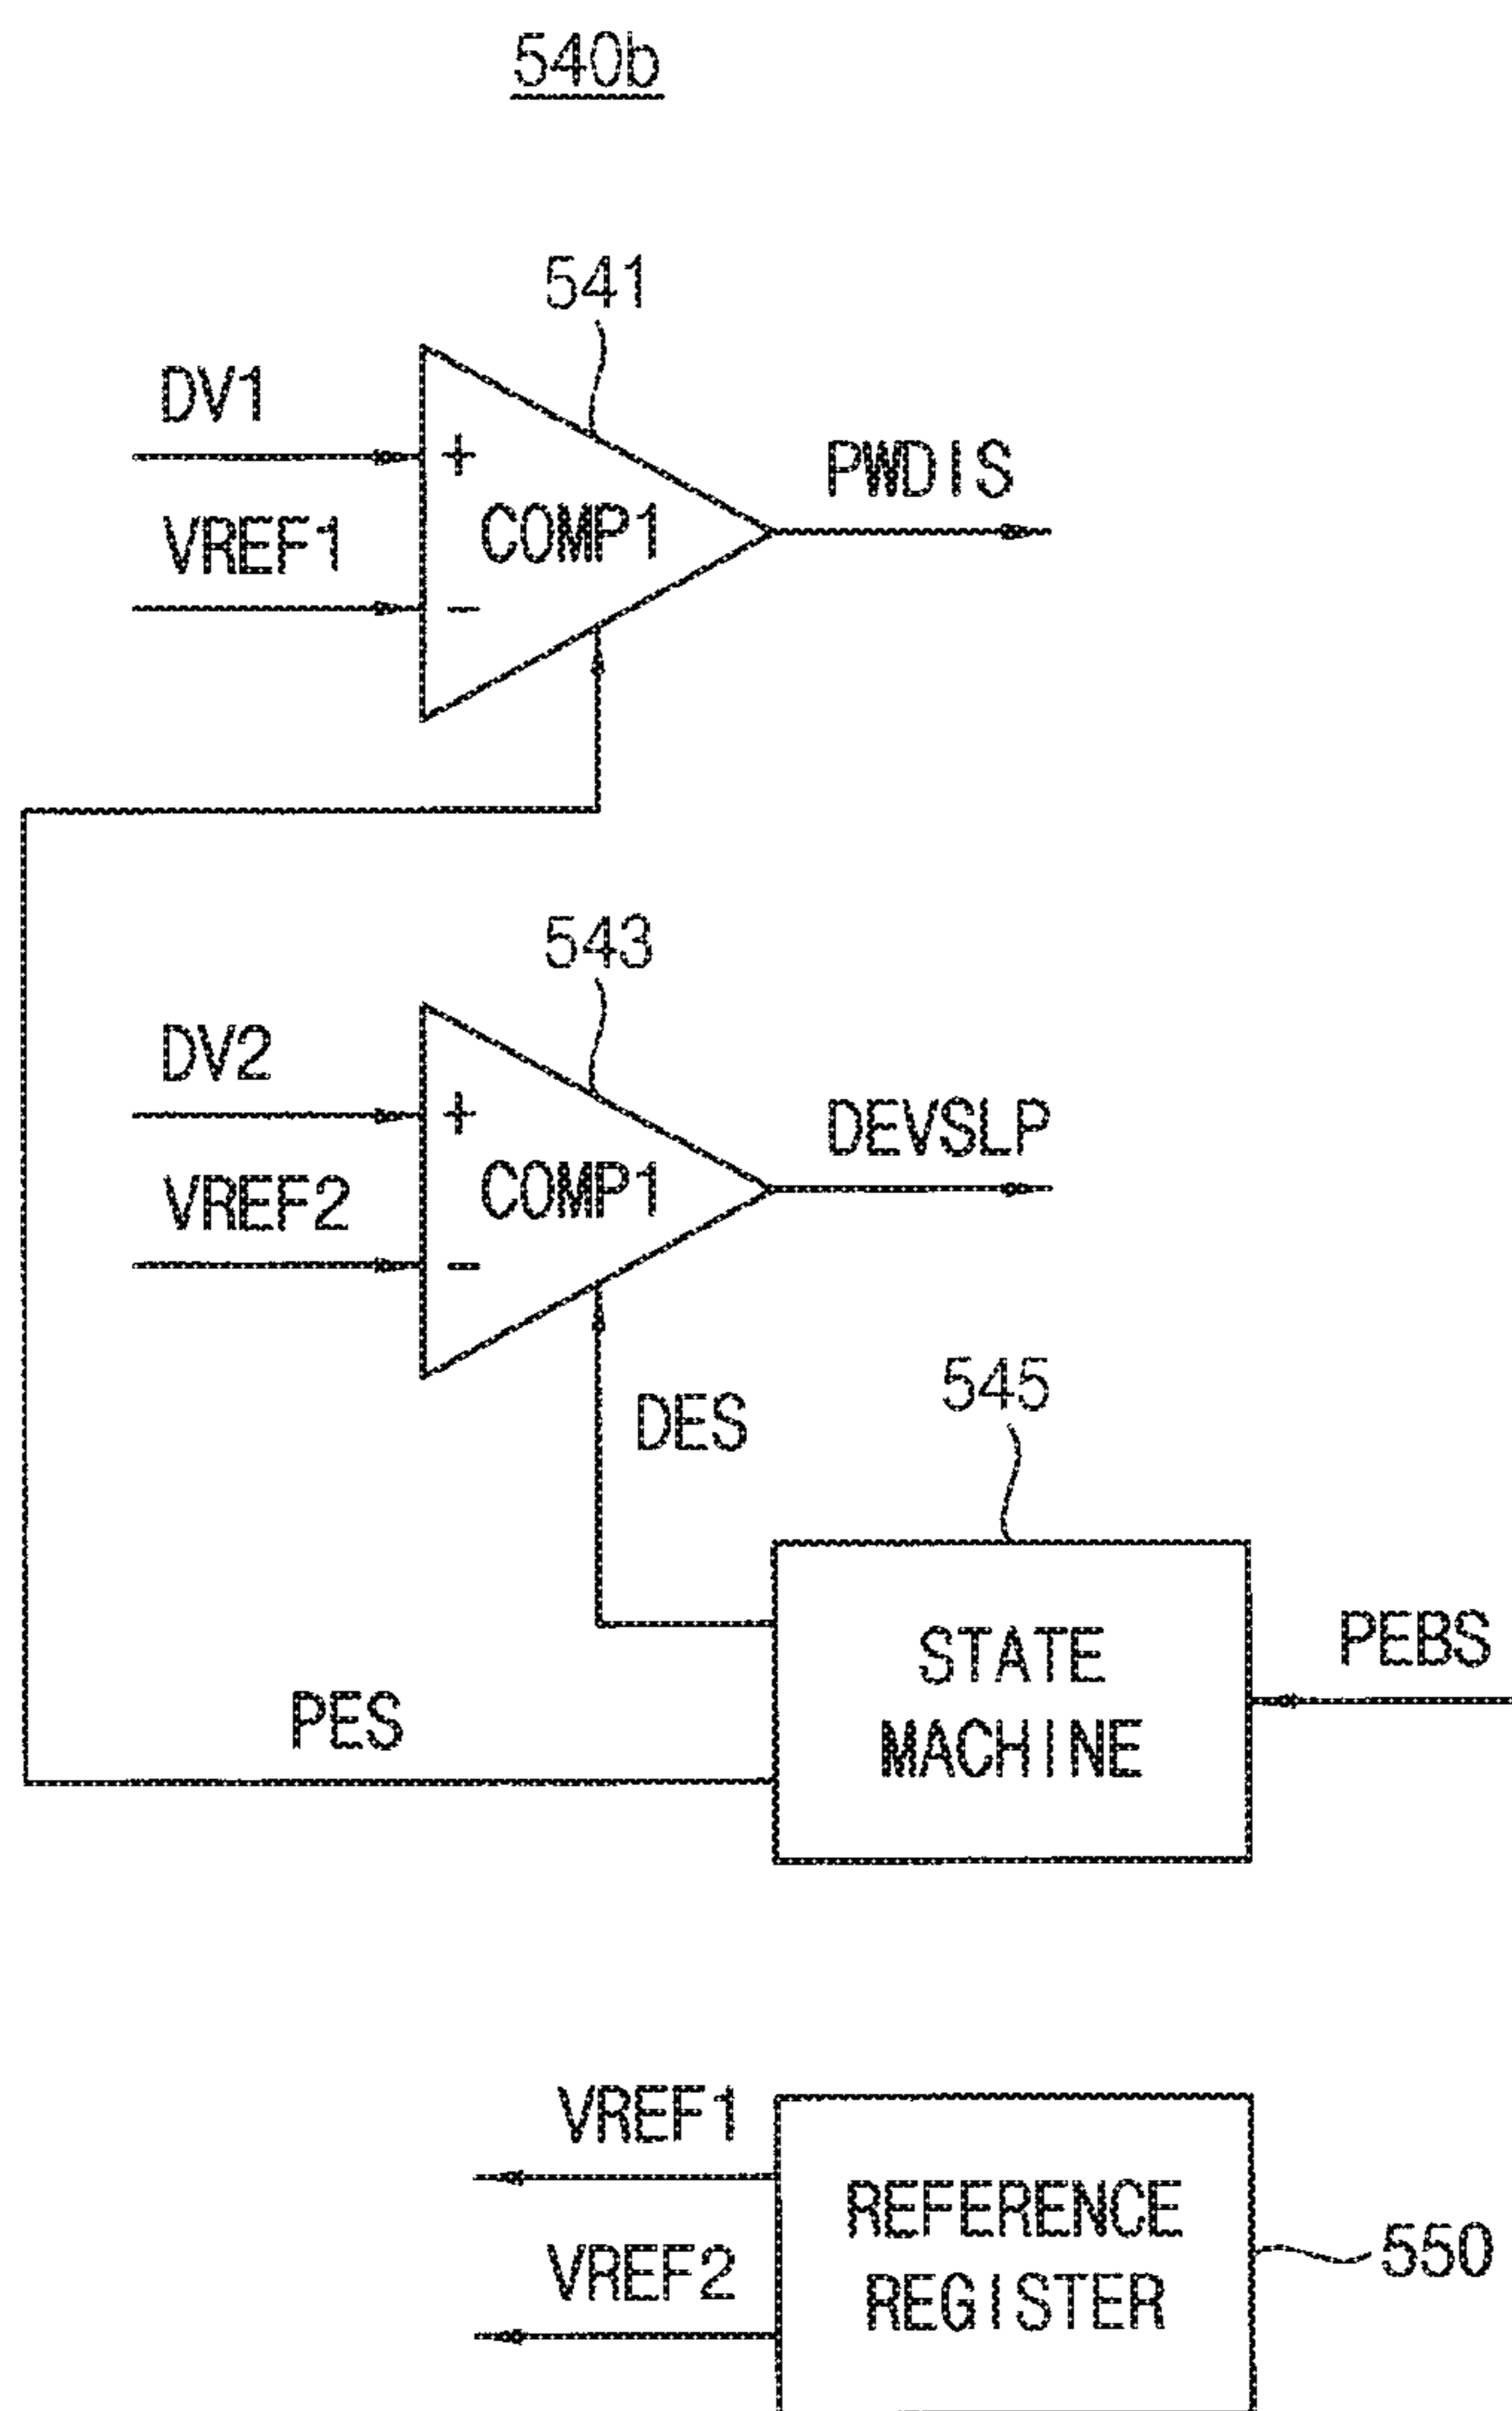 540b
541
DV1
+
PWDIS
VREF1
COMP1
-
543
DV2
+
DEVSLP
VREF2
COMP1
-
DES
545
STATE
MACHINE
PEBS
PES
VREF1
VREF2
REFERENCE
REGISTER
550